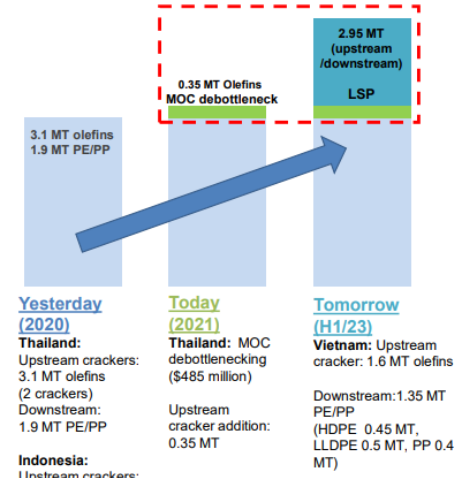 2.95 MT
(upstream
/downstream)
LSP
0.35 MT Olefins
MOC debottleneck
3.1 MT olefins
1.9 MT PE/PP
Yesterday
(2020)
Thailand:
Upstream crackers:
3.1 MT olefins
(2 crackers)
Downstream:
1.9 MT PE/PP
Indonesia:
Upstream crackers:
Today
(2021)
Thailand: MOC
debottlenecking
($485 million)
Upstream
cracker addition:
0.35 MT
Tomorrow
(H1/23)
Vietnam: Upstream
cracker: 1.6 MT olefins
Downstream:1.35 MT
PE/PP
(HDPE 0.45 MT,
LLDPE 0.5 MT, PP 0.4
MT)